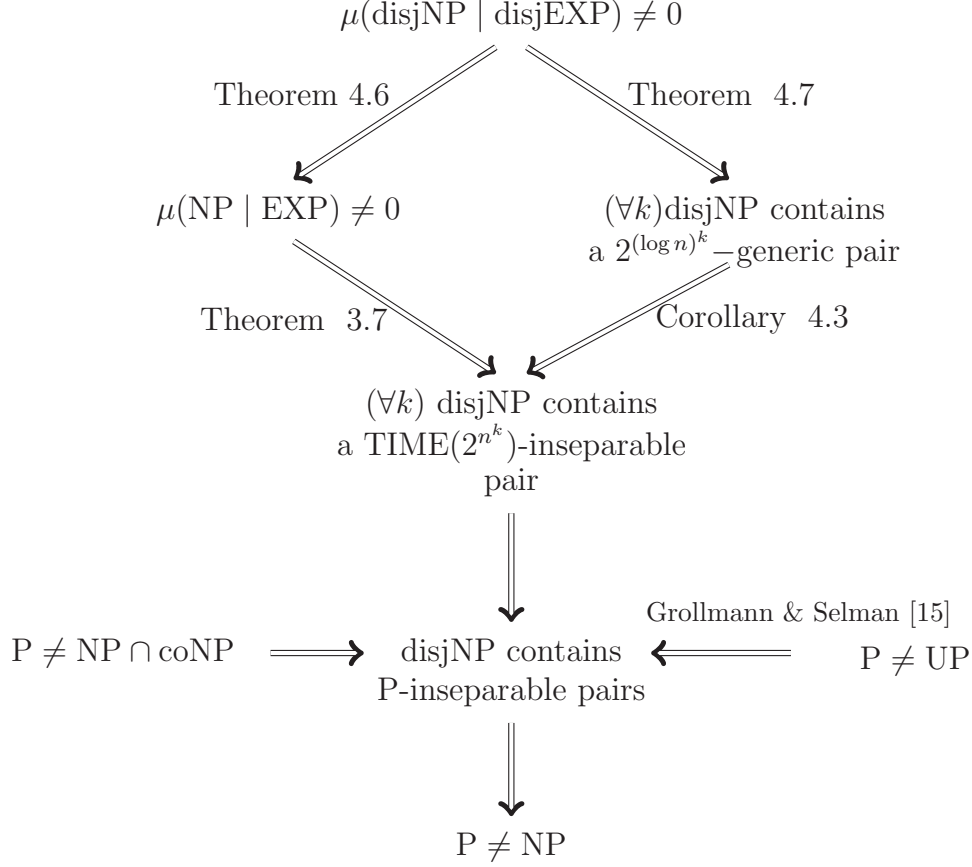 μ(disjNP | disjEXP) ≠ 0
Theorem 4.6
Theorem 4.7
μ(NP | EXP) ≠ 0
(∀k)disjNP contains
a 2^{(log n)^k}−generic pair
Theorem 3.7
Corollary 4.3
(∀k) disjNP contains
a TIME(2^{n^k})-inseparable
pair
Grollmann & Selman [15]
P ≠ NP ∩ coNP
disjNP contains
P ≠ UP
P-inseparable pairs
P ≠ NP